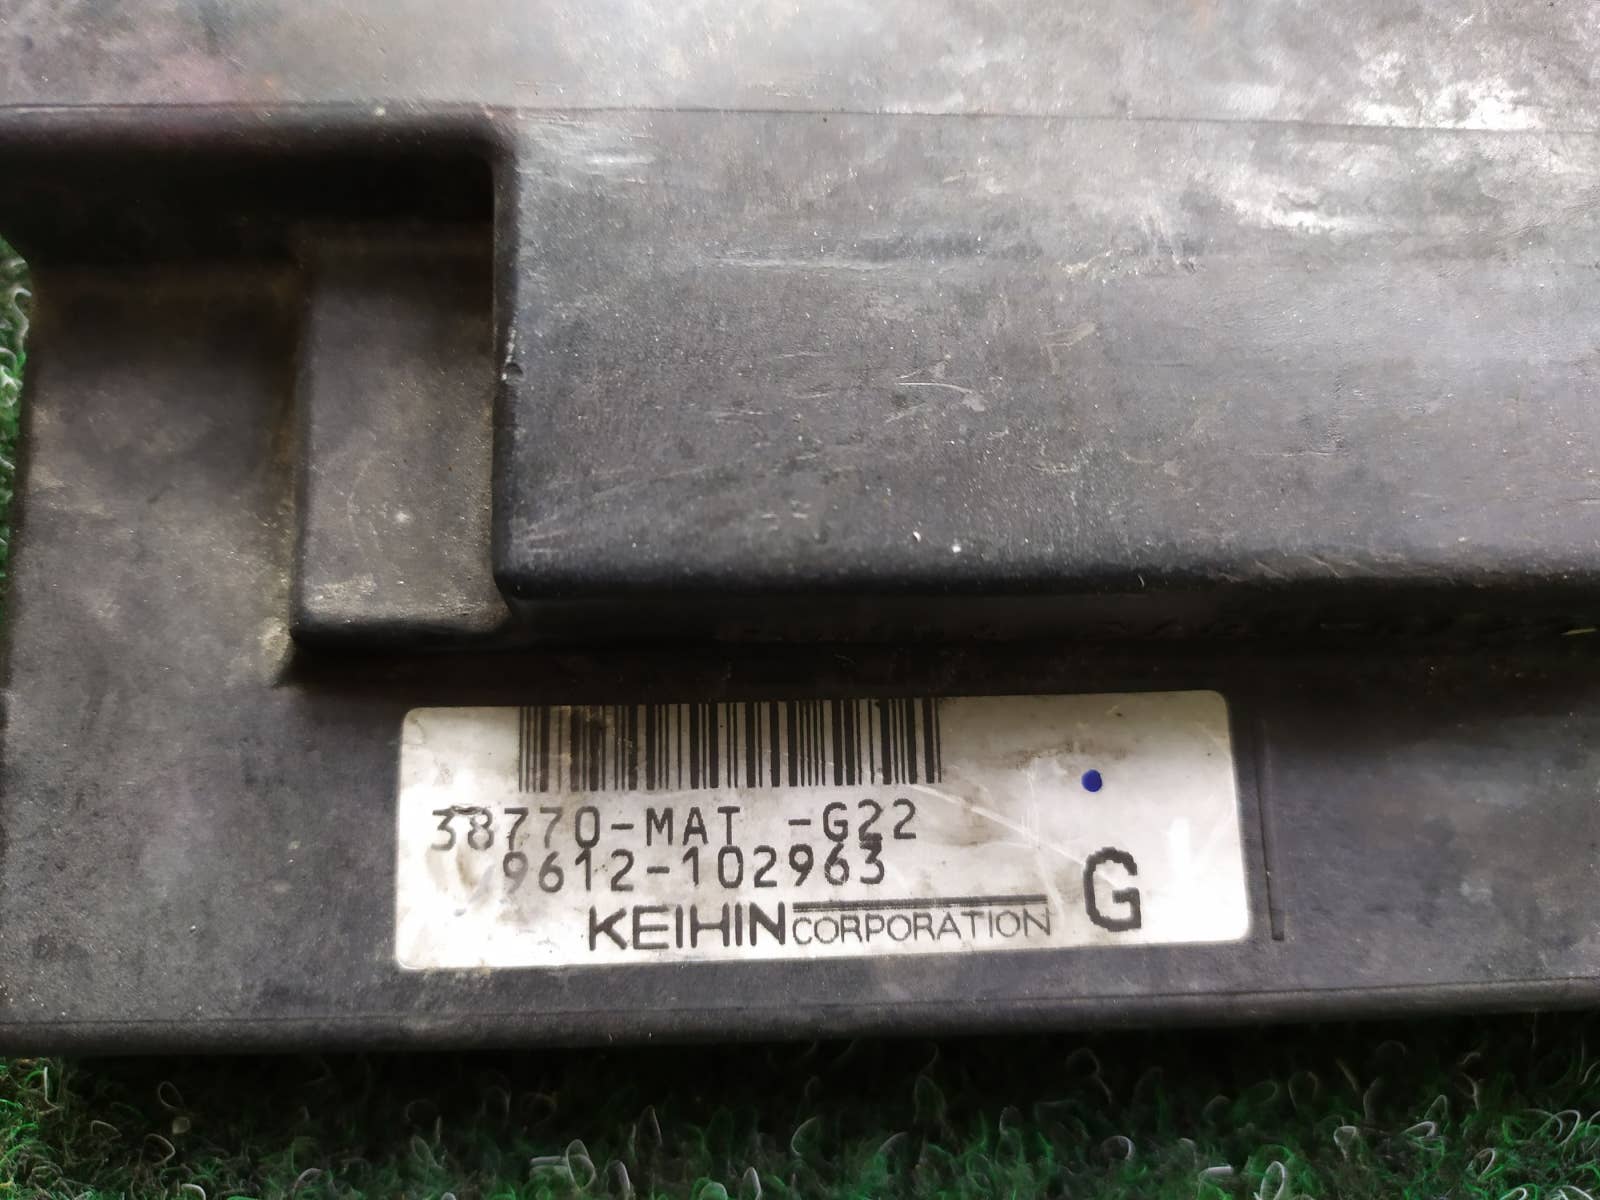 38770-MAT -G22
9612-102963
KEIHIN CORPORATION
G